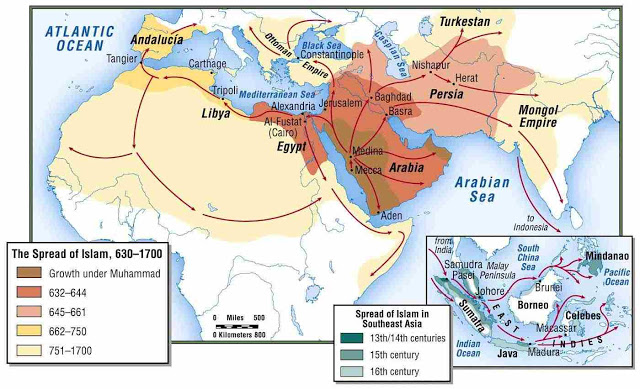 ATLANTIC
OCEAN
Andalucía
Tangier
Carthage
Tripoli
Libya
Mediterranean Sea
Ottoman
Empire
Black Sea
Constantinople
Caspian Sea
Turkestan
Nishapur
Herat
Persia
Mongol
Empire
Alexandria
Jerusalem
Baghdad
Basra
Al-Fustat
(Cairo)
Egypt
Medina
Mecca
Arabia
Aden
Arabian
Sea
to
Indonesia
The Spread of Islam, 630–1700
Growth under Muhammad
632–644
645–661
662–750
751–1700
0 Miles 500
0 Kilometers 800
Spread of Islam in
Southeast Asia
13th/14th centuries
15th century
16th century
from
India
Samudra
Pasei
Malay
Peninsula
South
China
Sea
Mindanao
Pacific
Ocean
Johore
Brunei
Borneo
Sumatra
Celebes
Macassar
EAST
INDIES
Indian
Ocean
Java
Madura